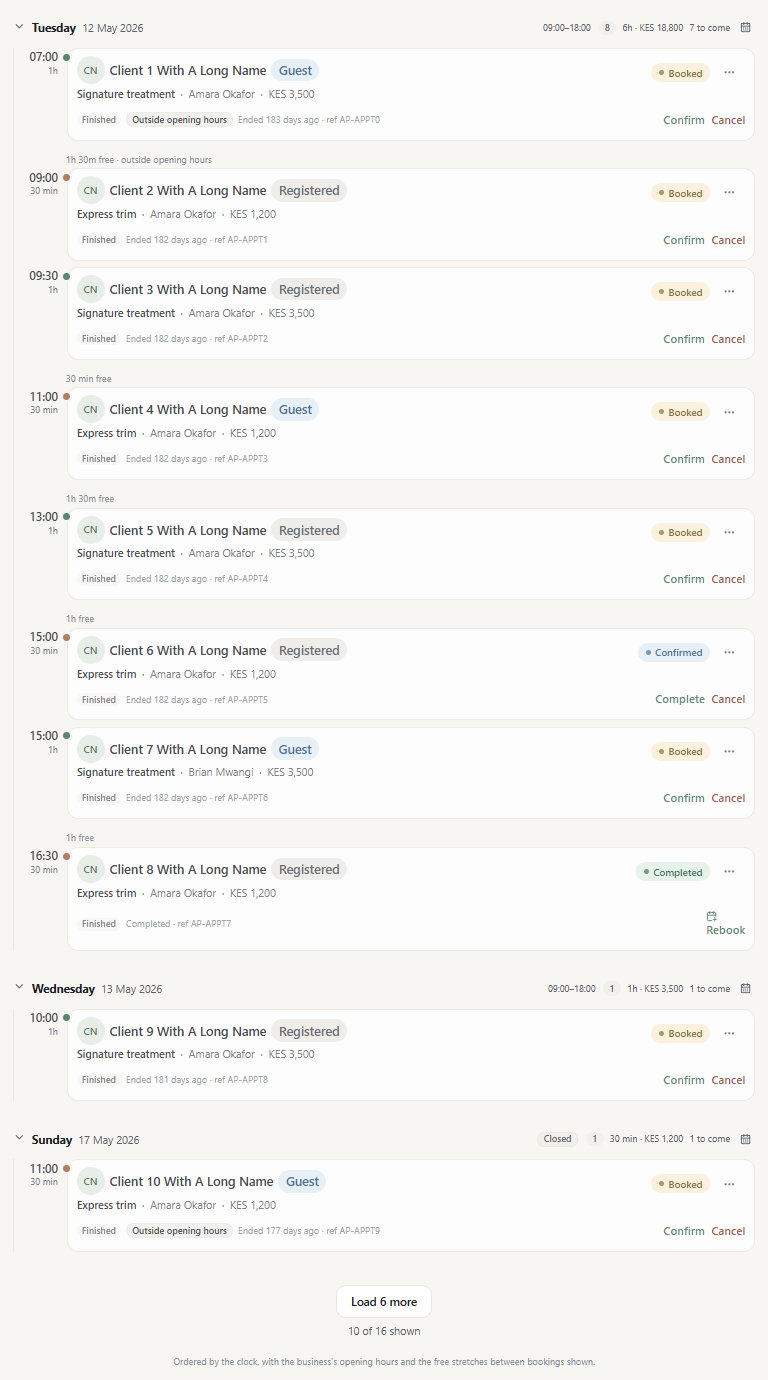 Tuesday 12 May 2026 09:00–18:00 8 6h · KES 18,800 7 to come
07:00 CN Client 1 With A Long Name Guest Booked ···
1h
Signature treatment · Amara Okafor · KES 3,500
Finished Outside opening hours Ended 183 days ago · ref AP-APPT0 Confirm Cancel
1h 30m free · outside opening hours
09:00 CN Client 2 With A Long Name Registered Booked ···
30 min
Express trim · Amara Okafor · KES 1,200
Finished Ended 182 days ago · ref AP-APPT1 Confirm Cancel
09:30 CN Client 3 With A Long Name Registered Booked ···
1h
Signature treatment · Amara Okafor · KES 3,500
Finished Ended 182 days ago · ref AP-APPT2 Confirm Cancel
30 min free
11:00 CN Client 4 With A Long Name Guest Booked ···
30 min
Express trim · Amara Okafor · KES 1,200
Finished Ended 182 days ago · ref AP-APPT3 Confirm Cancel
1h 30m free
13:00 CN Client 5 With A Long Name Registered Booked ···
1h
Signature treatment · Amara Okafor · KES 3,500
Finished Ended 182 days ago · ref AP-APPT4 Confirm Cancel
1h free
15:00 CN Client 6 With A Long Name Registered Confirmed ···
30 min
Express trim · Amara Okafor · KES 1,200
Finished Ended 182 days ago · ref AP-APPT5 Complete Cancel
15:00 CN Client 7 With A Long Name Guest Booked ···
1h
Signature treatment · Brian Mwangi · KES 3,500
Finished Ended 182 days ago · ref AP-APPT6 Confirm Cancel
1h free
16:30 CN Client 8 With A Long Name Registered Completed ···
30 min
Express trim · Amara Okafor · KES 1,200
Finished Completed · ref AP-APPT7 Rebook
Wednesday 13 May 2026 09:00–18:00 1 1h · KES 3,500 1 to come
10:00 CN Client 9 With A Long Name Registered Booked ···
1h
Signature treatment · Amara Okafor · KES 3,500
Finished Ended 181 days ago · ref AP-APPT8 Confirm Cancel
Sunday 17 May 2026 Closed 1 30 min · KES 1,200 1 to come
11:00 CN Client 10 With A Long Name Guest Booked ···
30 min
Express trim · Amara Okafor · KES 1,200
Finished Outside opening hours Ended 177 days ago · ref AP-APPT9 Confirm Cancel
Load 6 more
10 of 16 shown
Ordered by the clock, with the business's opening hours and the free stretches between bookings shown.